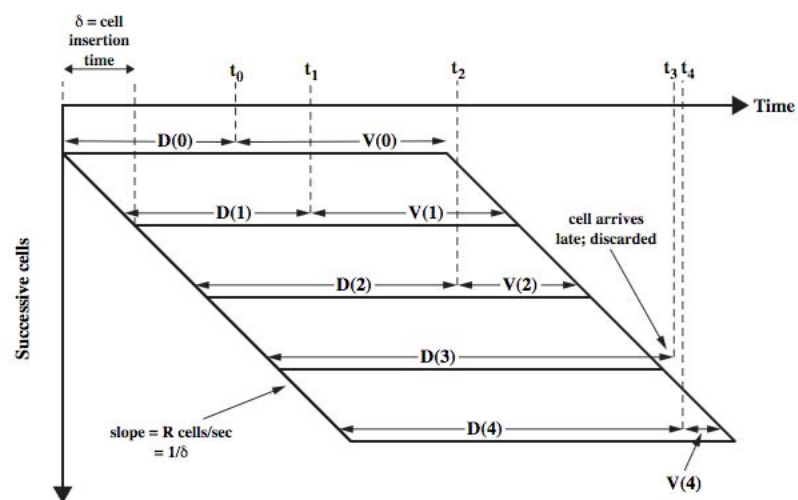 δ = cell
insertion
time
t0
t1
t2
t3 t4
Time
D(0)
V(0)
D(1)
V(1)
cell arrives
late; discarded
D(2)
V(2)
Successive cells
D(3)
slope = R cells/sec
= 1/δ
D(4)
V(4)